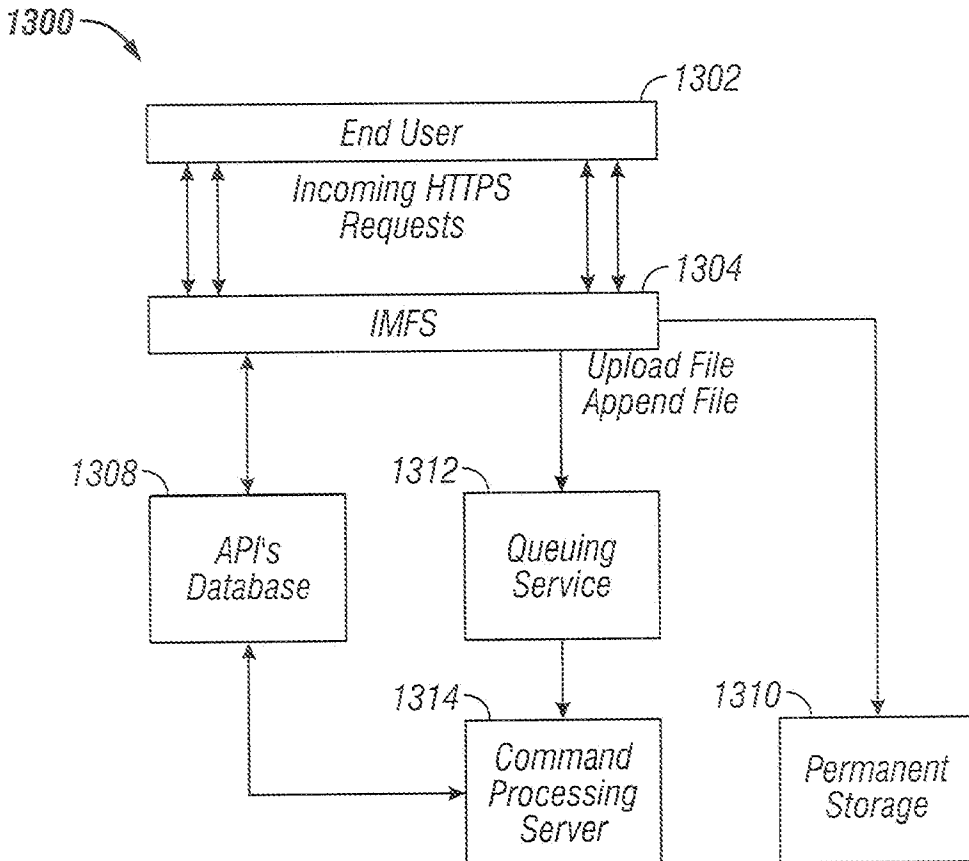 1300
1302
End User
Incoming HTTPS
Requests
1304
IMFS
Upload File
Append File
1308
API's
Database
1312
Queuing
Service
1314
Command
Processing
Server
1310
Permanent
Storage